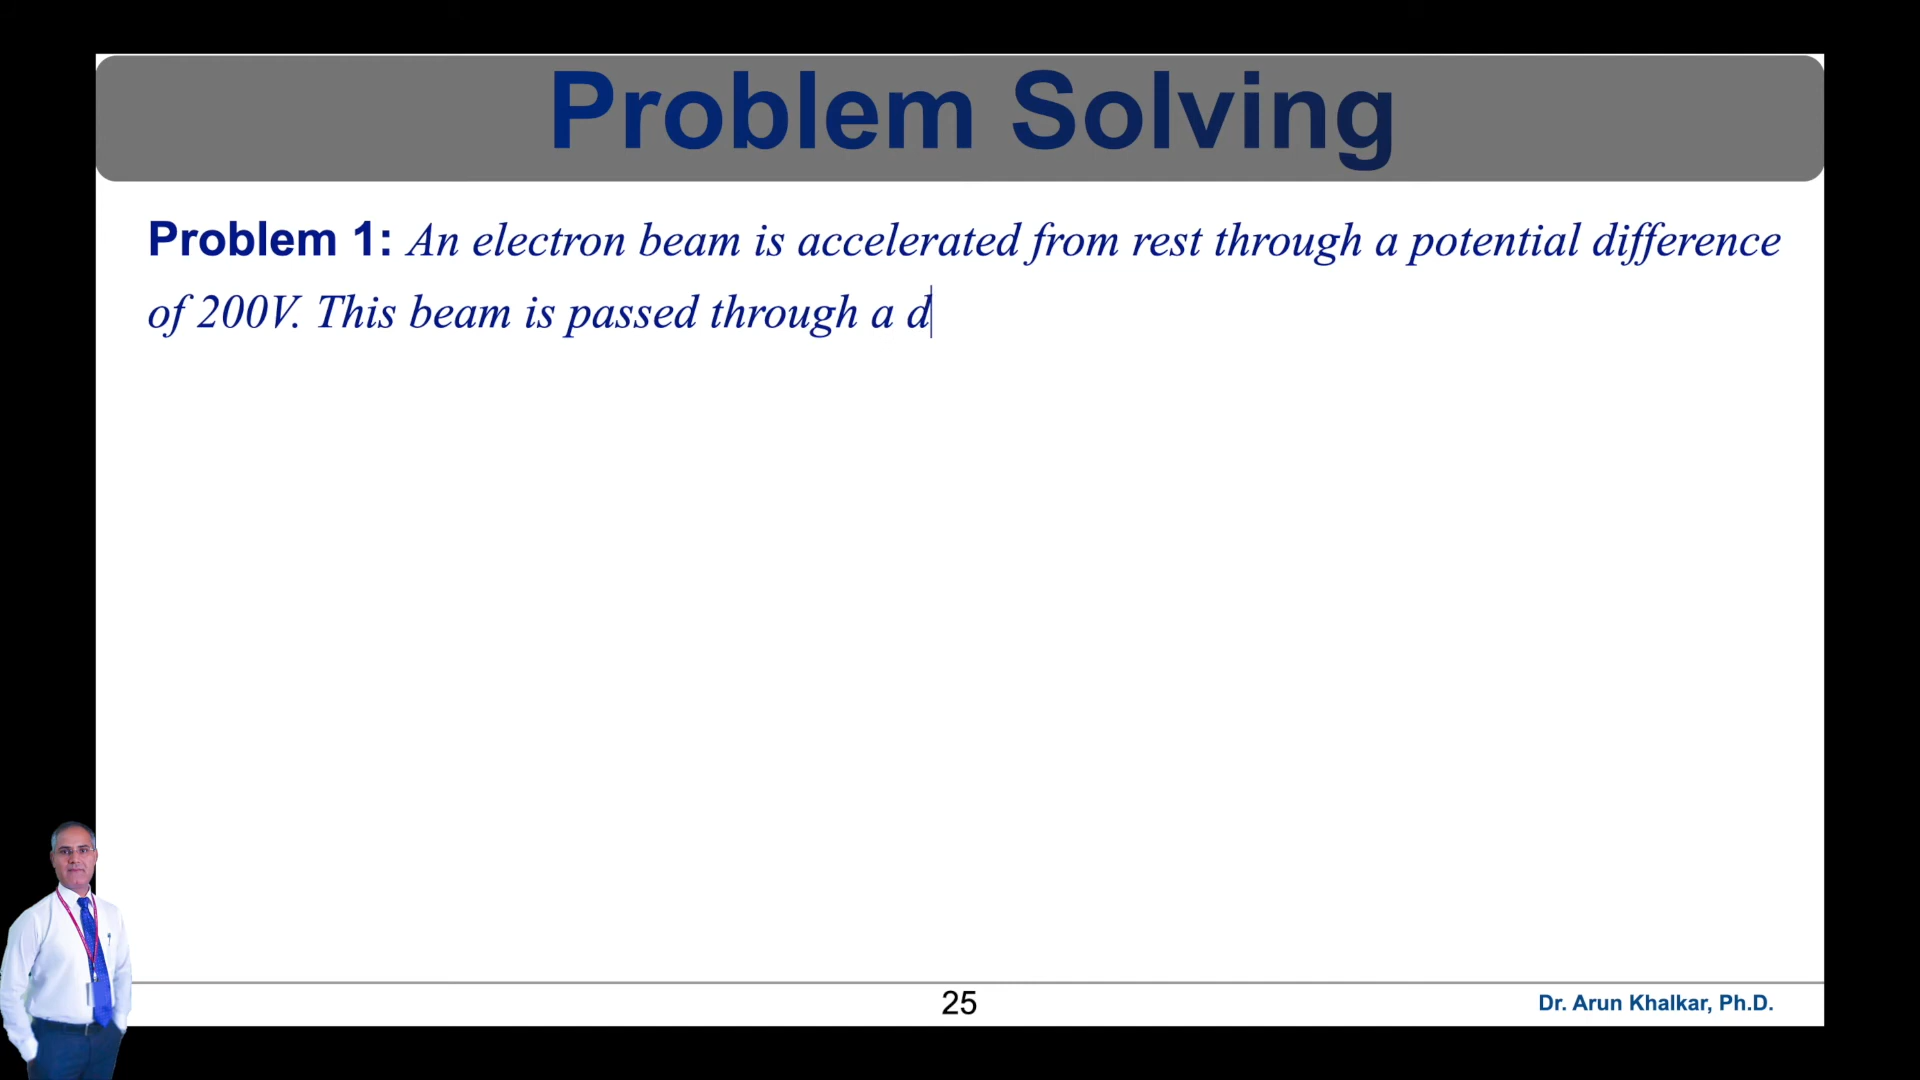 Problem Solving
Problem 1: An electron beam is accelerated from rest through a potential difference
of 200V. This beam is passed through a d
25
Dr. Arun Khalkar, Ph.D.